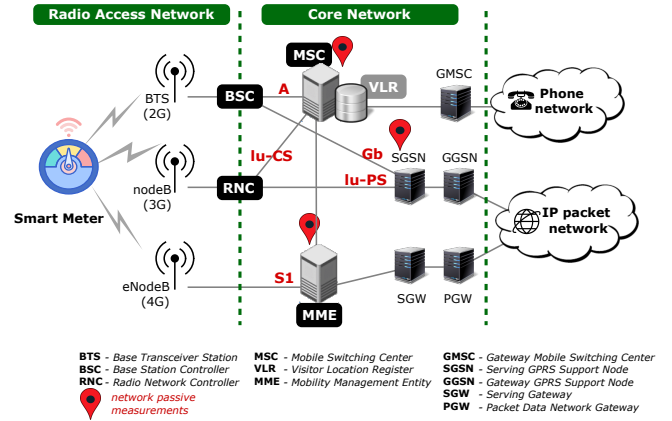 Radio Access Network
Core Network
MSC
VLR
GMSC
Phone
network
BTS
(2G)
BSC
A
lu-CS
Gb
SGSN
GGSN
lu-PS
nodeB
(3G)
RNC
Smart Meter
IP packet
network
eNodeB
(4G)
S1
MME
SGW
PGW
BTS - Base Transceiver Station
BSC - Base Station Controller
RNC - Radio Network Controller
network passive
measurements
MSC - Mobile Switching Center
VLR - Visitor Location Register
MME - Mobility Management Entity
GMSC - Gateway Mobile Switching Center
SGSN - Serving GPRS Support Node
GGSN - Gateway GPRS Support Node
SGW - Serving Gateway
PGW - Packet Data Network Gateway